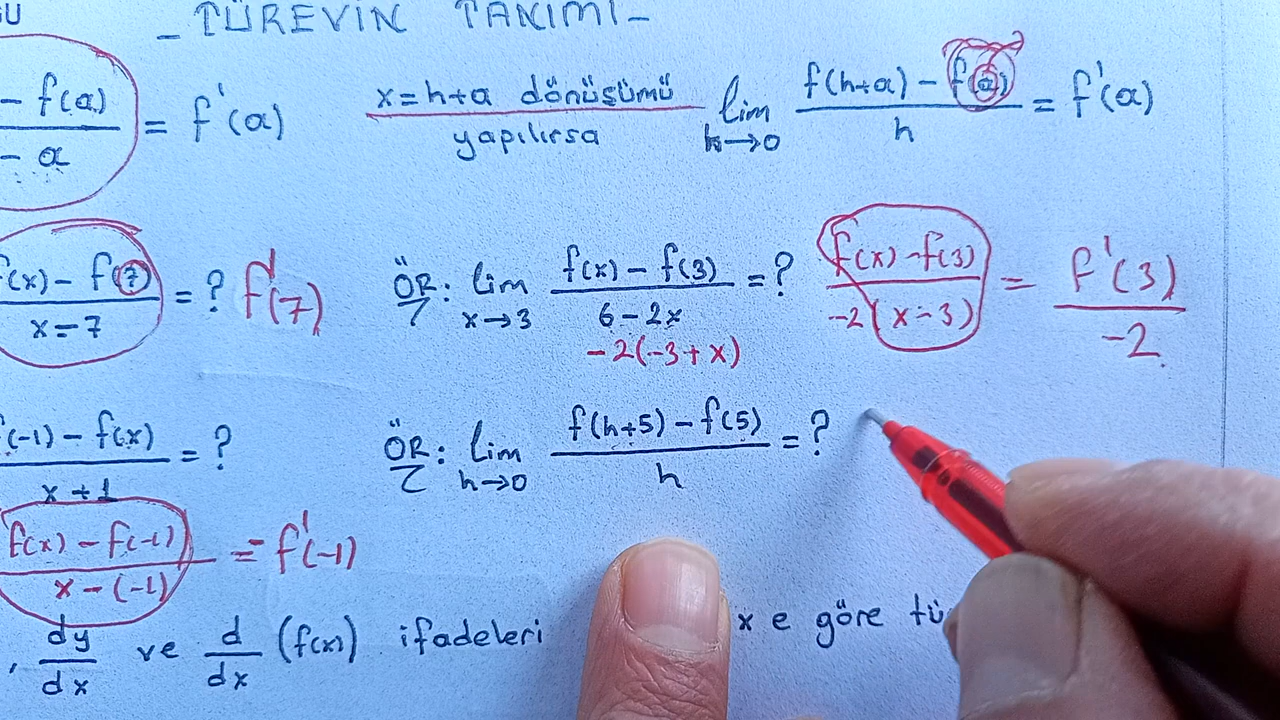 GU
_ TÜREVİN TANIMI _
- f(a) / - a = f'(a)
x=h+a dönüşümü yapılırsa
lim h→0 f(h+a) - f(a) / h = f'(a)
f(x) - f(7) / x-7 = ? f'(7)
ÖR: lim x→3 f(x) - f(3) / 6-2x = ?
-2(-3+x)
f(x)-f(3) / -2(x-3) = f'(3) / -2
f(-1) - f(x) / x+1 = ?
f(x) - f(-1) / x-(-1) = - f'(-1)
ÖR: lim h→0 f(h+5) - f(5) / h = ?
, dy/dx ve d/dx (f(x)) ifadeleri x e göre tü